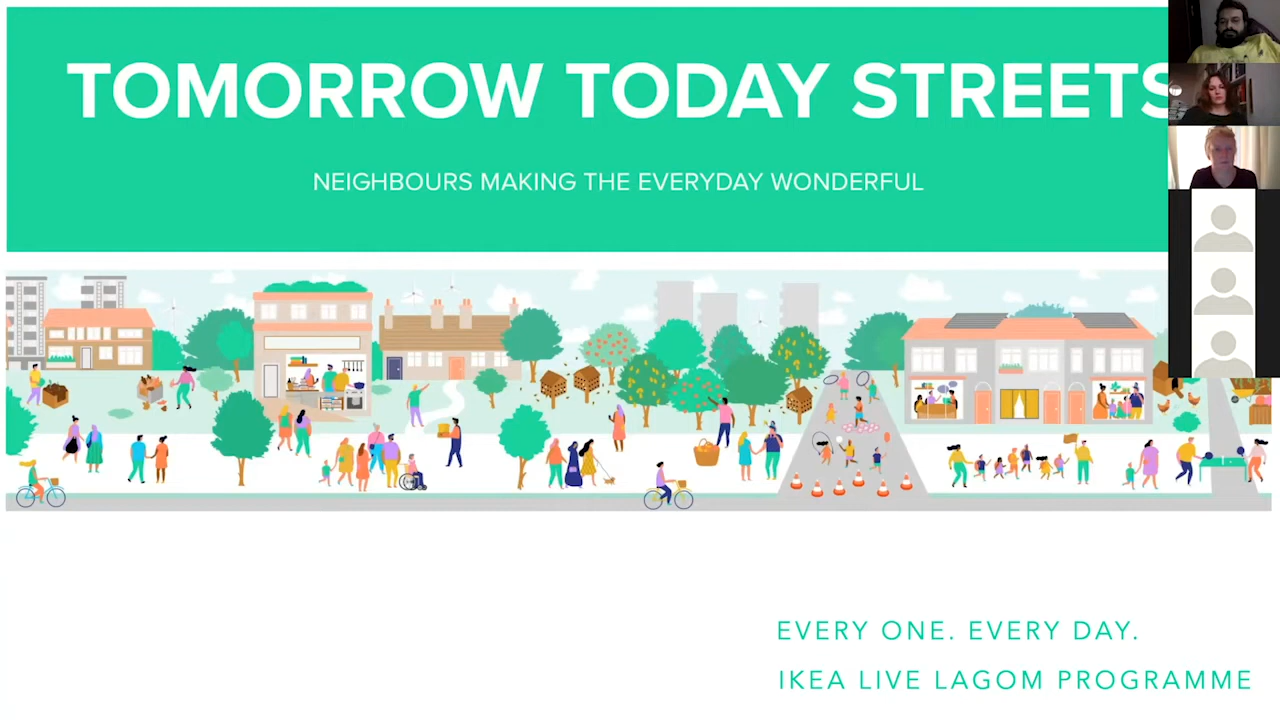 TOMORROW TODAY STREETS
NEIGHBOURS MAKING THE EVERYDAY WONDERFUL
EVERY ONE. EVERY DAY.
IKEA LIVE LAGOM PROGRAMME